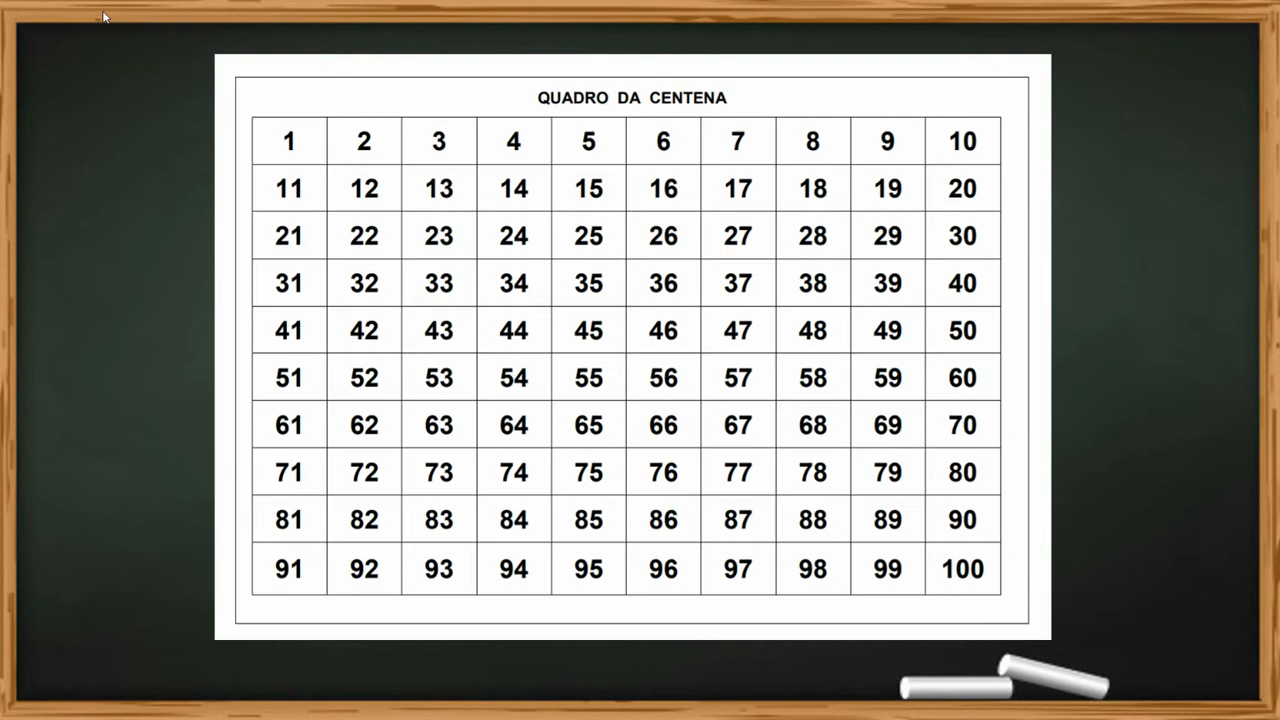 QUADRO DA CENTENA
1 2 3 4 5 6 7 8 9 10
11 12 13 14 15 16 17 18 19 20
21 22 23 24 25 26 27 28 29 30
31 32 33 34 35 36 37 38 39 40
41 42 43 44 45 46 47 48 49 50
51 52 53 54 55 56 57 58 59 60
61 62 63 64 65 66 67 68 69 70
71 72 73 74 75 76 77 78 79 80
81 82 83 84 85 86 87 88 89 90
91 92 93 94 95 96 97 98 99 100